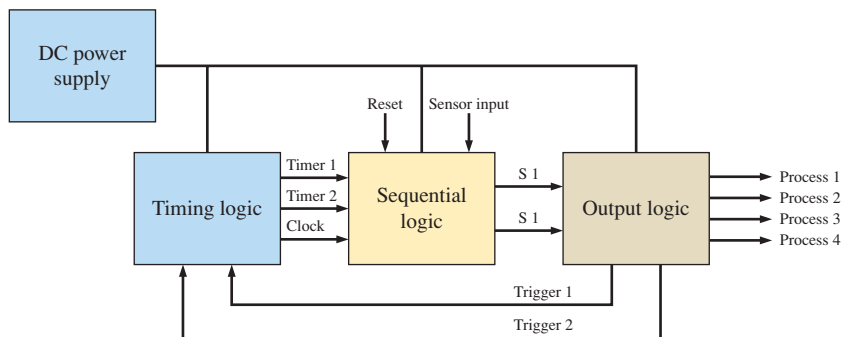 DC power
supply
Reset
Sensor input
Timing logic
Timer 1
Timer 2
Clock
Sequential
logic
S 1
S 1
Output logic
Process 1
Process 2
Process 3
Process 4
Trigger 1
Trigger 2